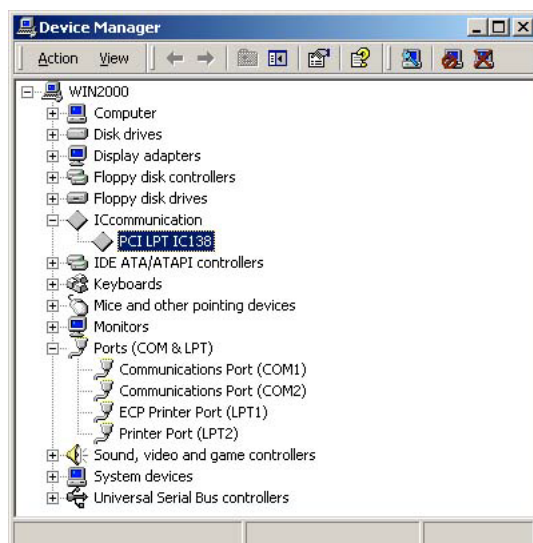 Device Manager
Action View
WIN2000
Computer
Disk drives
Display adapters
Floppy disk controllers
Floppy disk drives
ICcommunication
PCI LPT IC138
IDE ATA/ATAPI controllers
Keyboards
Mice and other pointing devices
Monitors
Ports (COM & LPT)
Communications Port (COM1)
Communications Port (COM2)
ECP Printer Port (LPT1)
Printer Port (LPT2)
Sound, video and game controllers
System devices
Universal Serial Bus controllers